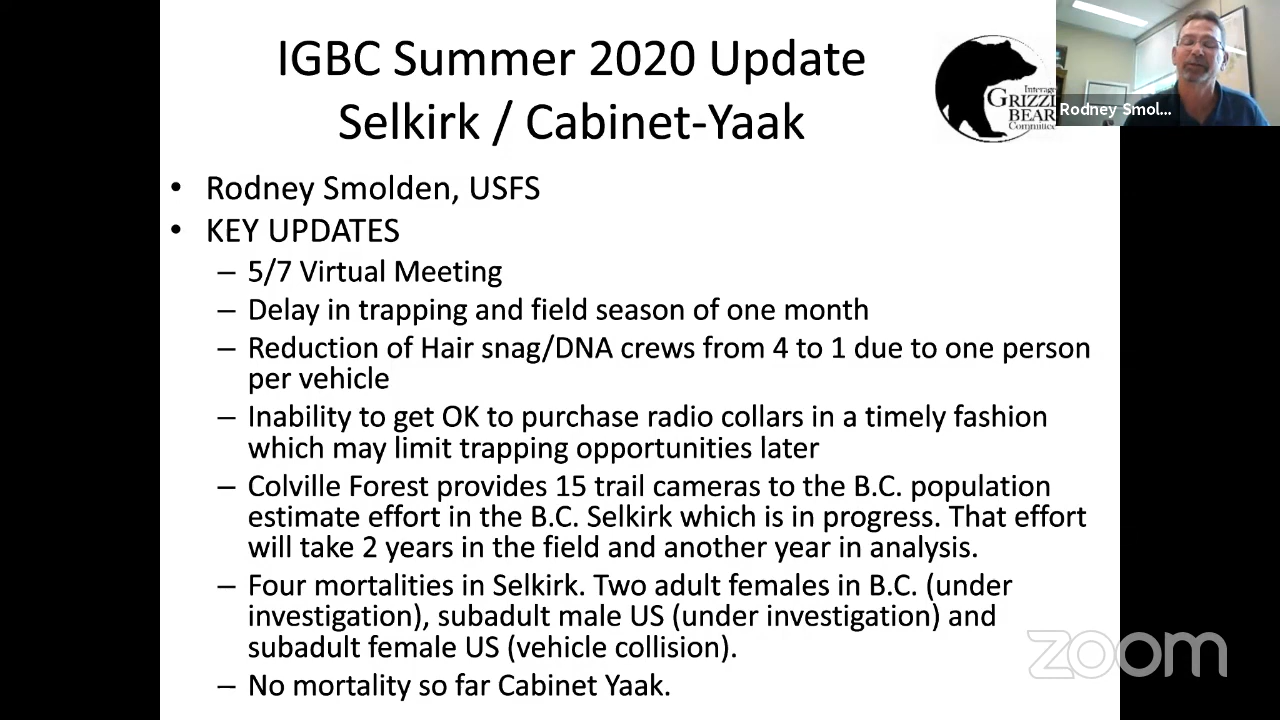 IGBC Summer 2020 Update
Selkirk / Cabinet-Yaak
Interag
GRIZZI
BEAR
Committe
Rodney Smol...
• Rodney Smolden, USFS
• KEY UPDATES
– 5/7 Virtual Meeting
– Delay in trapping and field season of one month
– Reduction of Hair snag/DNA crews from 4 to 1 due to one person
per vehicle
– Inability to get OK to purchase radio collars in a timely fashion
which may limit trapping opportunities later
– Colville Forest provides 15 trail cameras to the B.C. population
estimate effort in the B.C. Selkirk which is in progress. That effort
will take 2 years in the field and another year in analysis.
– Four mortalities in Selkirk. Two adult females in B.C. (under
investigation), subadult male US (under investigation) and
subadult female US (vehicle collision).
– No mortality so far Cabinet Yaak.
zoom